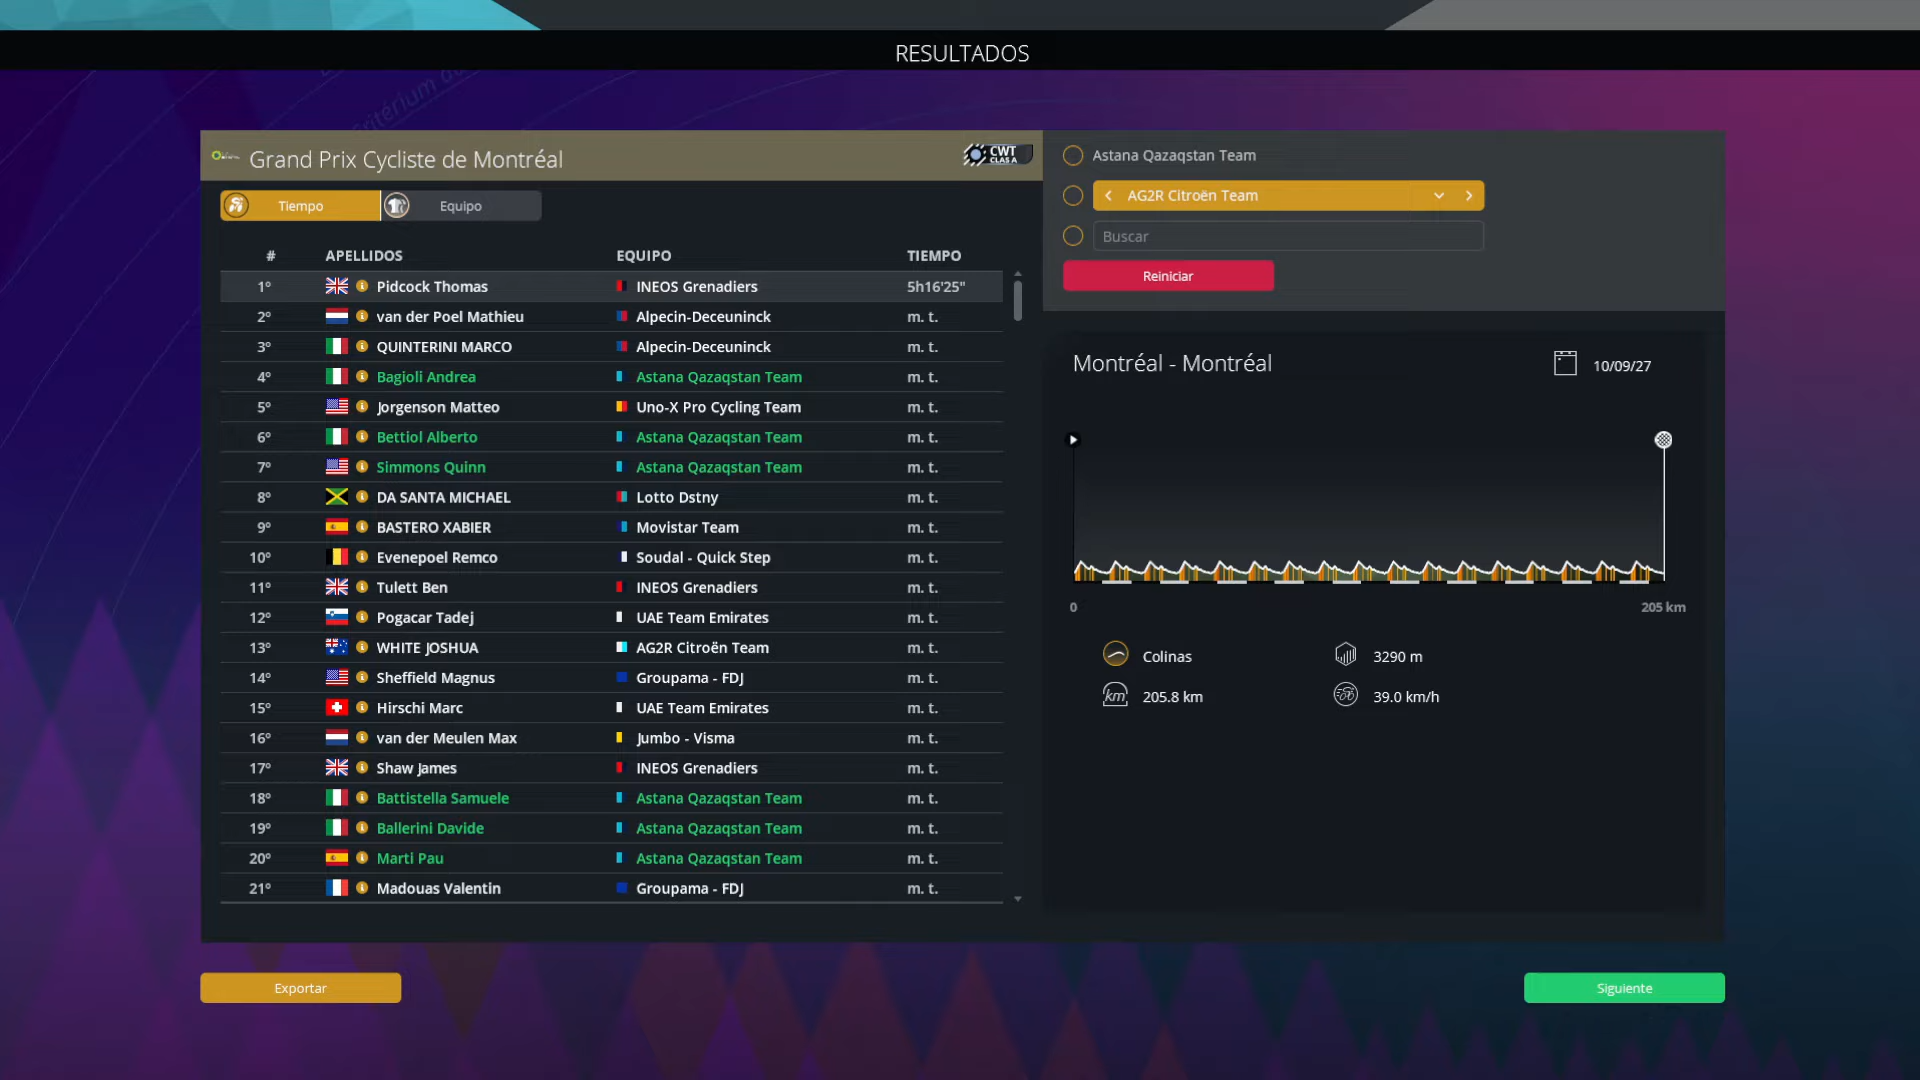 RESULTADOS
Grand Prix Cycliste de Montréal
CWT
CLAS A
Tiempo
Equipo
# APELLIDOS EQUIPO TIEMPO
1º Pidcock Thomas INEOS Grenadiers 5h16'25"
2º van der Poel Mathieu Alpecin-Deceuninck m. t.
3º QUINTERINI MARCO Alpecin-Deceuninck m. t.
4º Bagioli Andrea Astana Qazaqstan Team m. t.
5º Jorgenson Matteo Uno-X Pro Cycling Team m. t.
6º Bettiol Alberto Astana Qazaqstan Team m. t.
7º Simmons Quinn Astana Qazaqstan Team m. t.
8º DA SANTA MICHAEL Lotto Dstny m. t.
9º BASTERO XABIER Movistar Team m. t.
10º Evenepoel Remco Soudal - Quick Step m. t.
11º Tulett Ben INEOS Grenadiers m. t.
12º Pogacar Tadej UAE Team Emirates m. t.
13º WHITE JOSHUA AG2R Citroën Team m. t.
14º Sheffield Magnus Groupama - FDJ m. t.
15º Hirschi Marc UAE Team Emirates m. t.
16º van der Meulen Max Jumbo - Visma m. t.
17º Shaw James INEOS Grenadiers m. t.
18º Battistella Samuele Astana Qazaqstan Team m. t.
19º Ballerini Davide Astana Qazaqstan Team m. t.
20º Marti Pau Astana Qazaqstan Team m. t.
21º Madouas Valentin Groupama - FDJ m. t.
Astana Qazaqstan Team
AG2R Citroën Team
Buscar
Reiniciar
Montréal - Montréal
10/09/27
0
205 km
Colinas
3290 m
km
205.8 km
39.0 km/h
Exportar
Siguiente